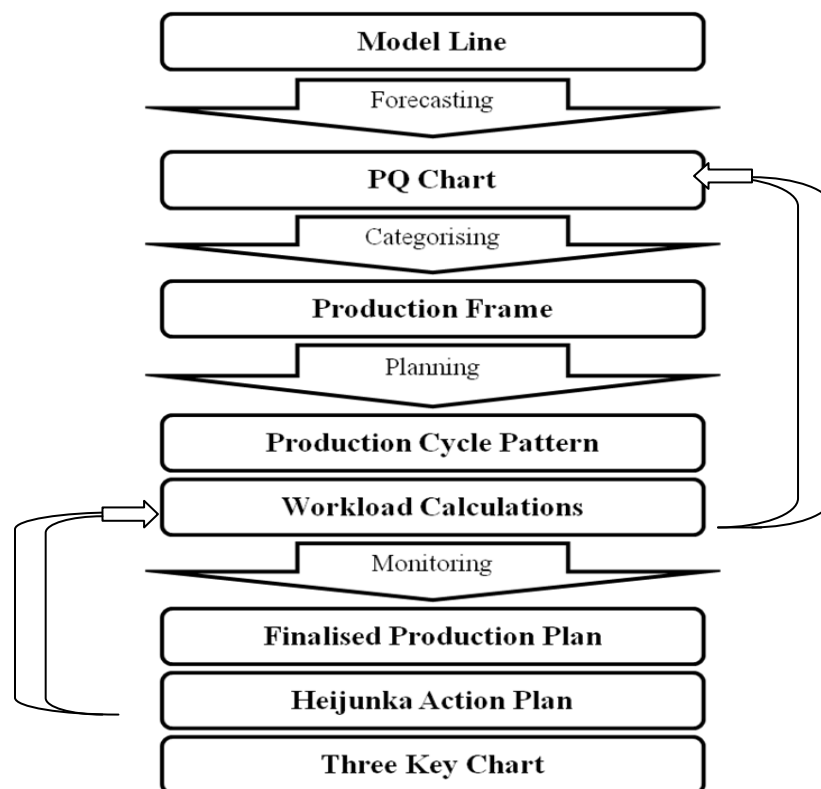 Model Line
Forecasting
PQ Chart
Categorising
Production Frame
Planning
Production Cycle Pattern
Workload Calculations
Monitoring
Finalised Production Plan
Heijunka Action Plan
Three Key Chart